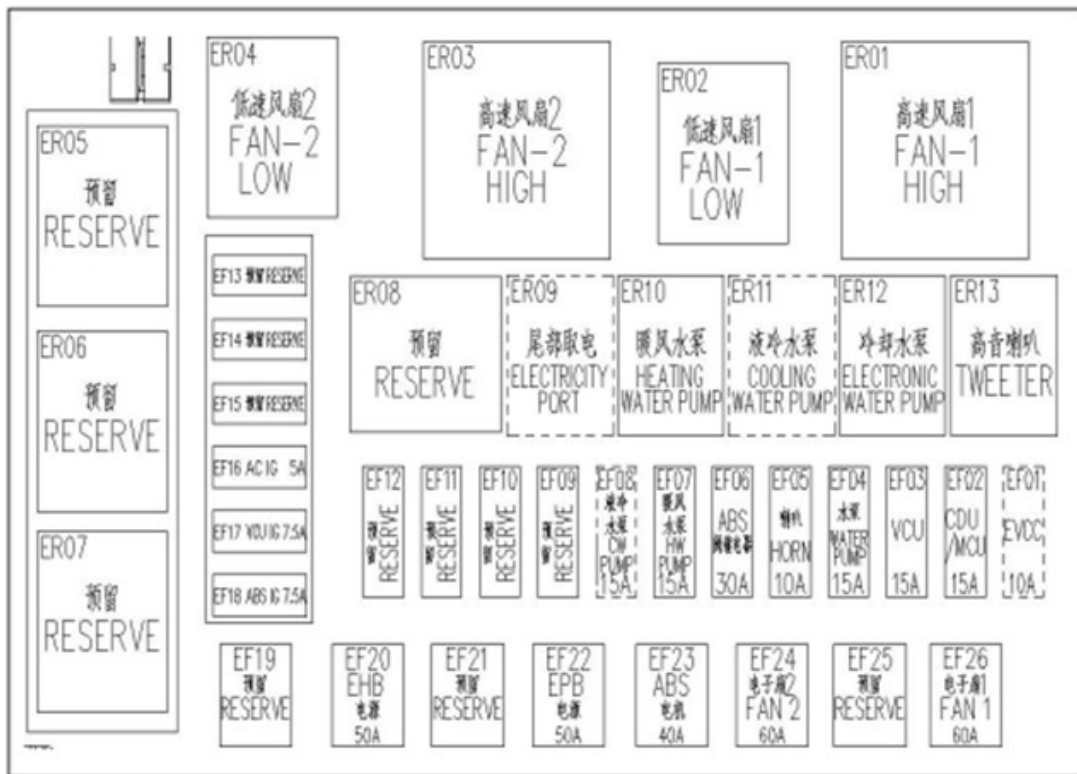 ER04
低速风扇2
FAN-2
LOW
ER03
高速风扇2
FAN-2
HIGH
ER02
低速风扇1
FAN-1
LOW
ER01
高速风扇1
FAN-1
HIGH
ER05
预留
RESERVE
ER06
预留
RESERVE
ER07
预留
RESERVE
EF13 预留 RESERVE
EF14 预留 RESERVE
EF15 预留 RESERVE
EF16 AC IG 5A
EF17 VCU IG 7.5A
EF18 ABS IG 7.5A
ER08
预留
RESERVE
ER09
尾部取电
ELECTRICITY
PORT
ER10
暖风水泵
HEATING
WATER PUMP
ER11
液冷水泵
COOLING
WATER PUMP
ER12
冷却水泵
ELECTRONIC
WATER PUMP
ER13
高音喇叭
TWEETER
EF12
预留
RESERVE
EF11
预留
RESERVE
EF10
预留
RESERVE
EF09
预留
RESERVE
EF08
液冷
水泵
CW
PUMP
15A
EF07
暖风
水泵
HW
PUMP
15A
EF06
ABS
30A
EF05
喇叭
HORN
10A
EF04
水泵
WATER
PUMP
15A
EF03
VCU
15A
EF02
CDU
/MCU
15A
EF01
EVCC
10A
EF19
预留
RESERVE
EF20
EHB
电源
50A
EF21
预留
RESERVE
EF22
EPB
电源
50A
EF23
ABS
电机
40A
EF24
电子扇2
FAN 2
60A
EF25
预留
RESERVE
EF26
电子扇1
FAN 1
60A